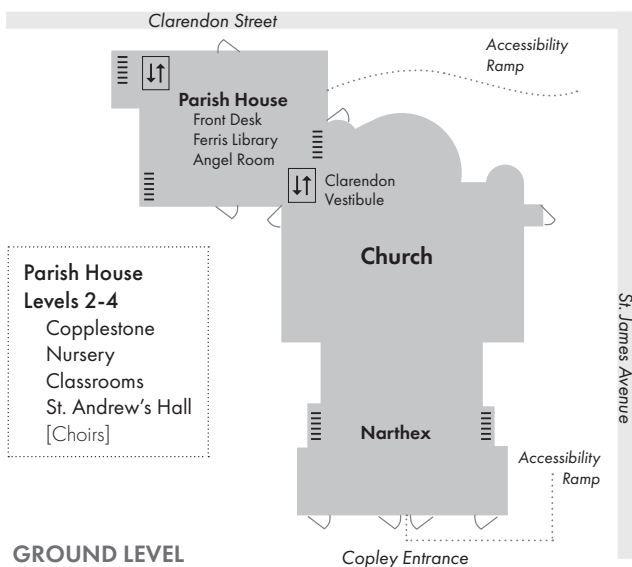 Clarendon Street
Accessibility
Ramp
Parish House
Front Desk
Ferris Library
Angel Room
Clarendon
Vestibule
Church
Parish House
Levels 2-4
Copplestone
Nursery
Classrooms
St. Andrew's Hall
[Choirs]
St. James Avenue
Narthex
Accessibility
Ramp
GROUND LEVEL
Copley Entrance